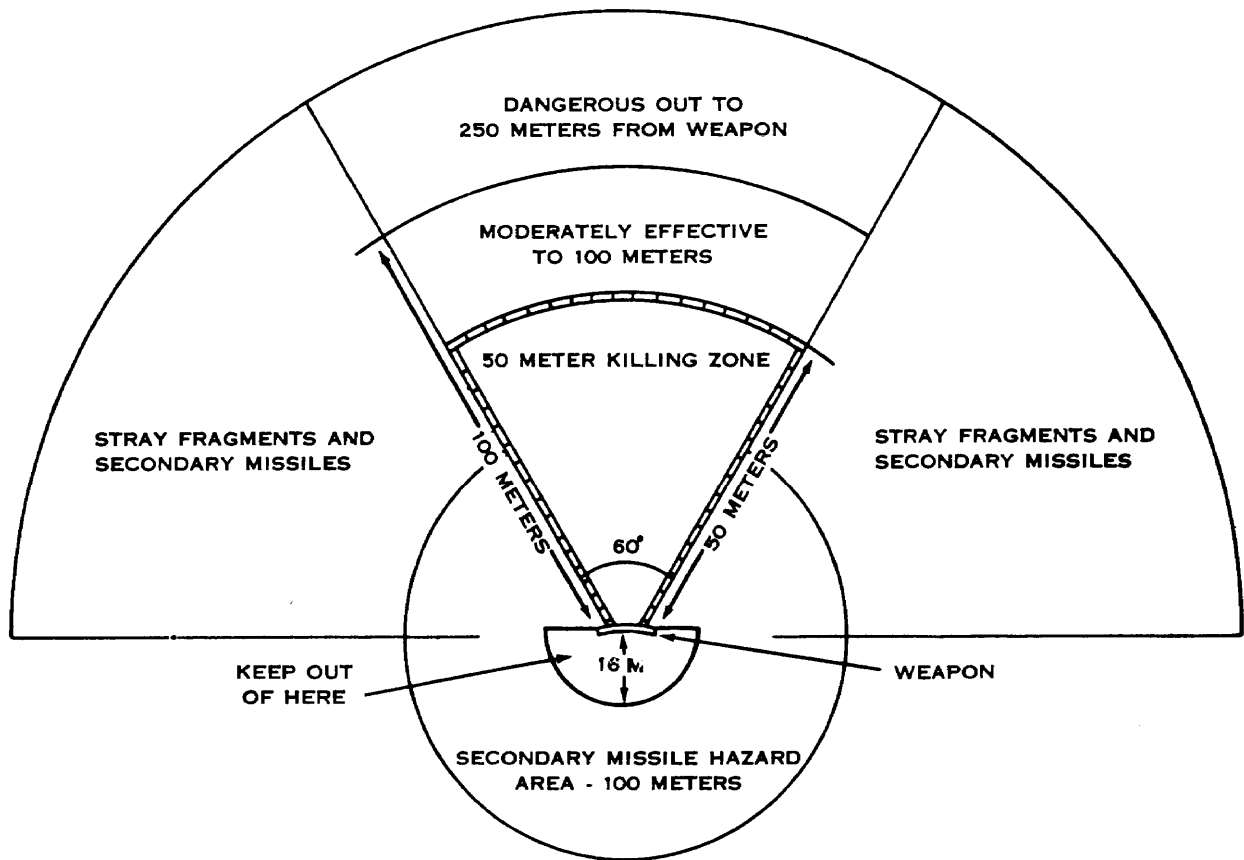 DANGEROUS OUT TO
250 METERS FROM WEAPON
MODERATELY EFFECTIVE
TO 100 METERS
50 METER KILLING ZONE
STRAY FRAGMENTS AND
SECONDARY MISSILES
100 METERS
50 METERS
STRAY FRAGMENTS AND
SECONDARY MISSILES
60°
KEEP OUT
OF HERE
16 M
WEAPON
SECONDARY MISSILE HAZARD
AREA - 100 METERS